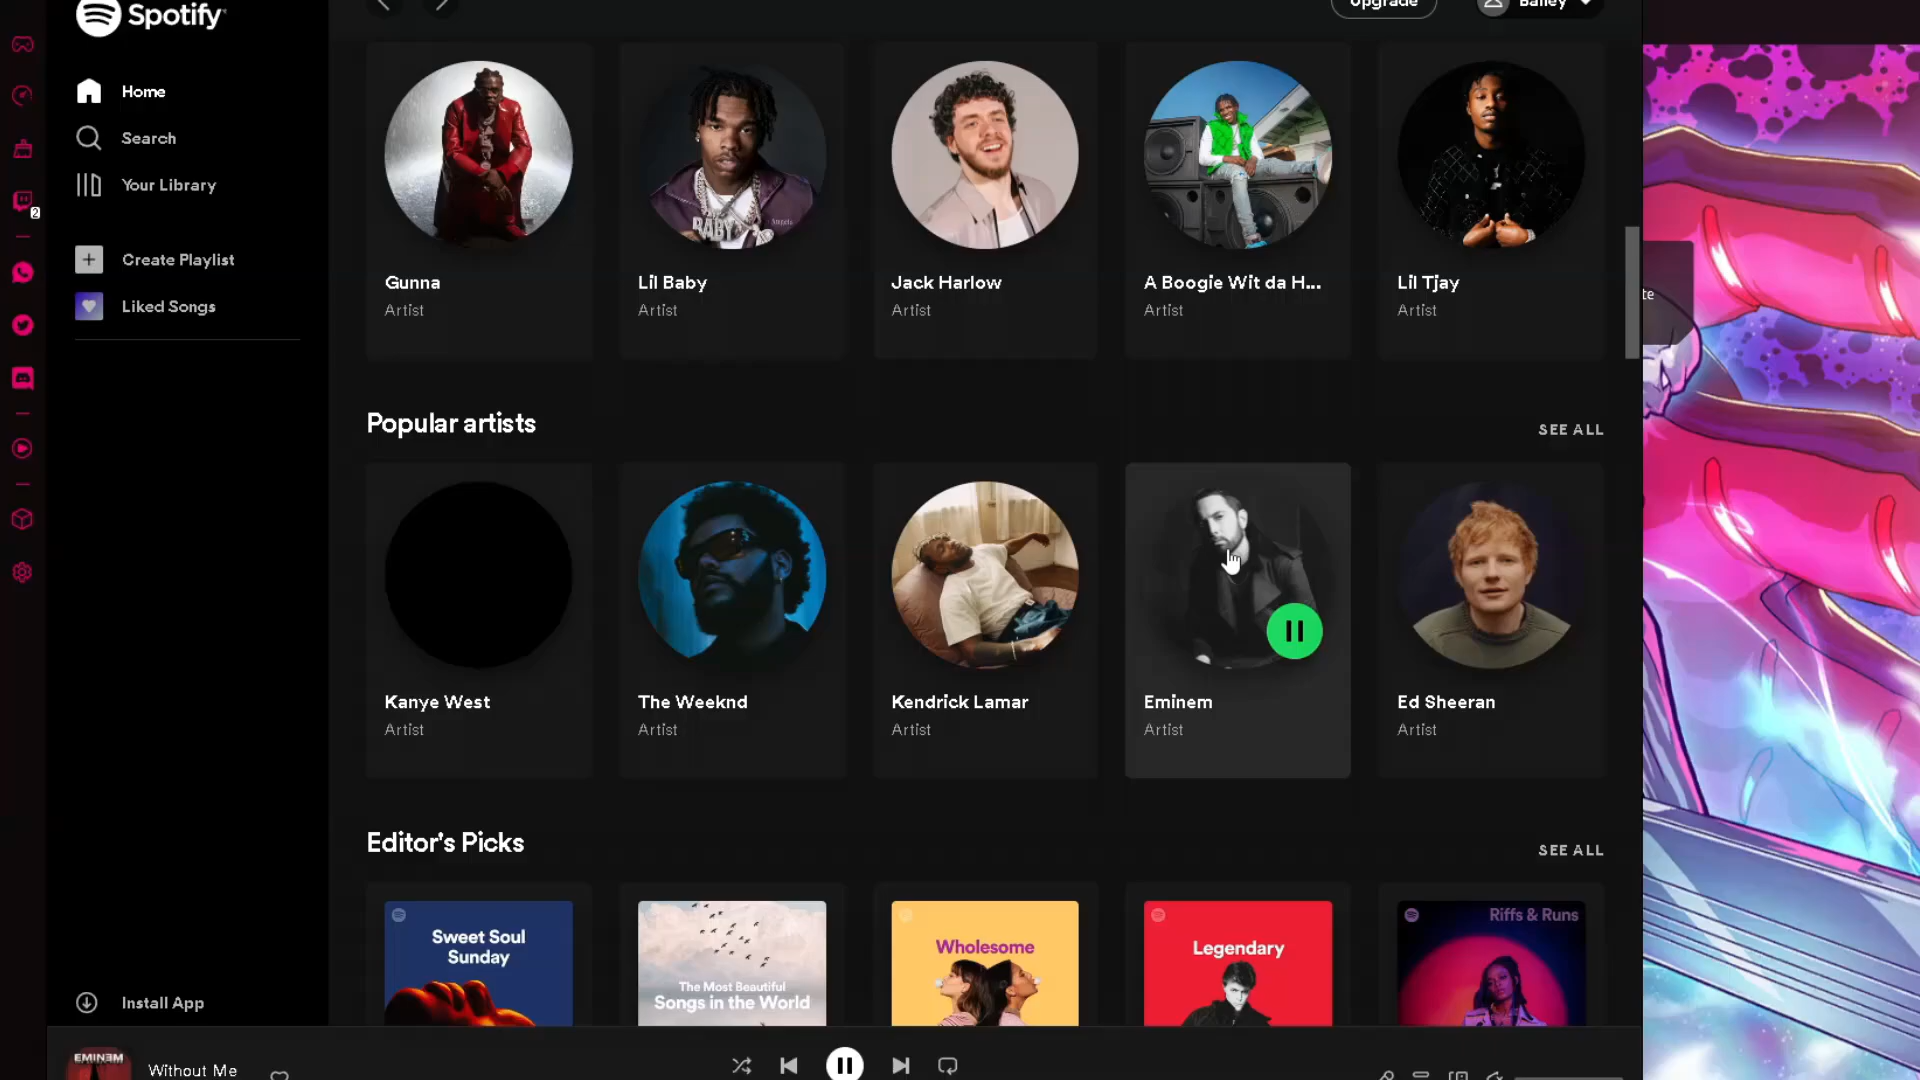 Spotify
Upgrade
Bailey
Home
Search
Your Library
2
Create Playlist
Liked Songs
Gunna
Artist
Lil Baby
Artist
Jack Harlow
Artist
A Boogie Wit da H...
Artist
Lil Tjay
Artist
te
Popular artists
SEE ALL
Kanye West
Artist
The Weeknd
Artist
Kendrick Lamar
Artist
Eminem
Artist
Ed Sheeran
Artist
Editor's Picks
SEE ALL
Sweet Soul
Sunday
The Most Beautiful
Songs in the World
Wholesome
Legendary
Riffs & Runs
Install App
EMINEM
Without Me